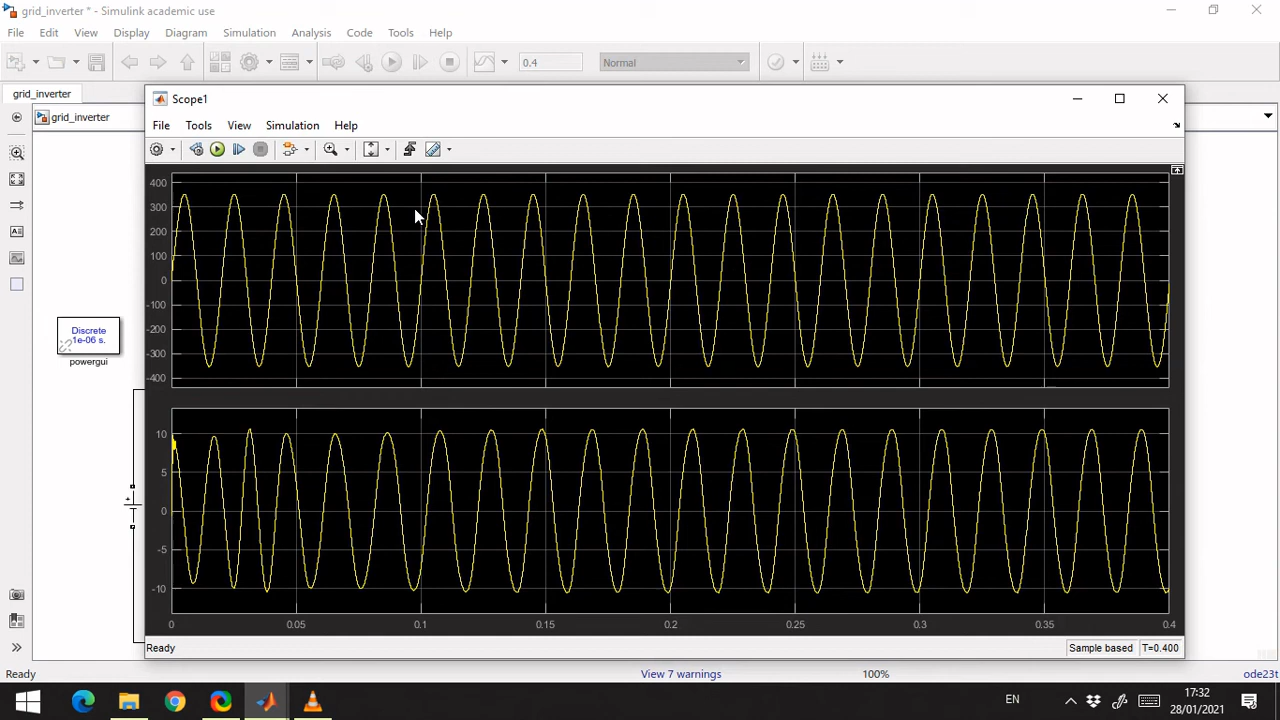 grid_inverter * - Simulink academic use
File Edit View Display Diagram Simulation Analysis Code Tools Help
0.4 Normal
grid_inverter
grid_inverter
Scope1
File Tools View Simulation Help
400
300
200
100
0
-100
-200
-300
-400
10
5
0
-5
-10
0 0.05 0.1 0.15 0.2 0.25 0.3 0.35 0.4
Discrete
1e-06 s.
powergui
Ready Sample based T=0.400
Ready View 7 warnings 100% ode23t
EN 17:32
28/01/2021